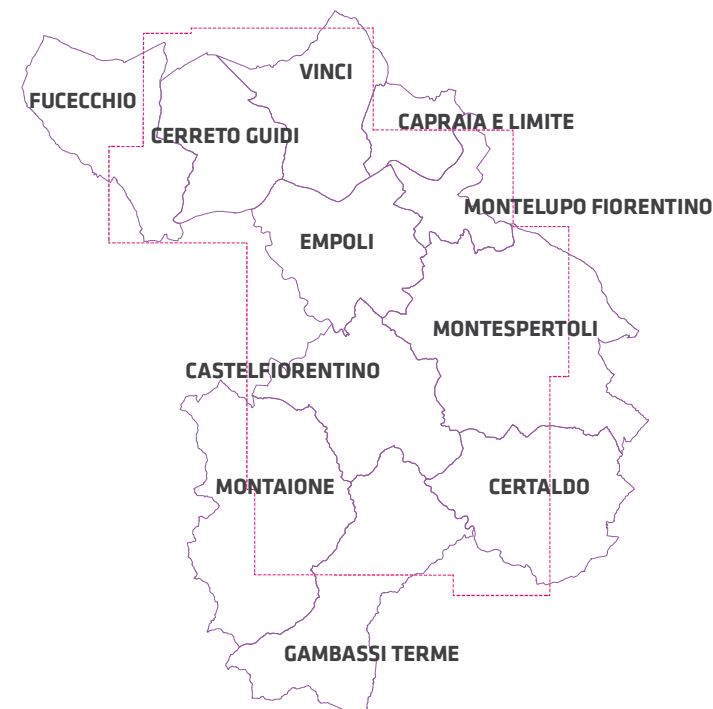 VINCI
FUCECCHIO
CAPRAIA E LIMITE
CERRETO GUIDI
MONTELUPO FIORENTINO
EMPOLI
MONTESPERTOLI
CASTELFIORENTINO
MONTAIONE
CERTALDO
GAMBASSI TERME